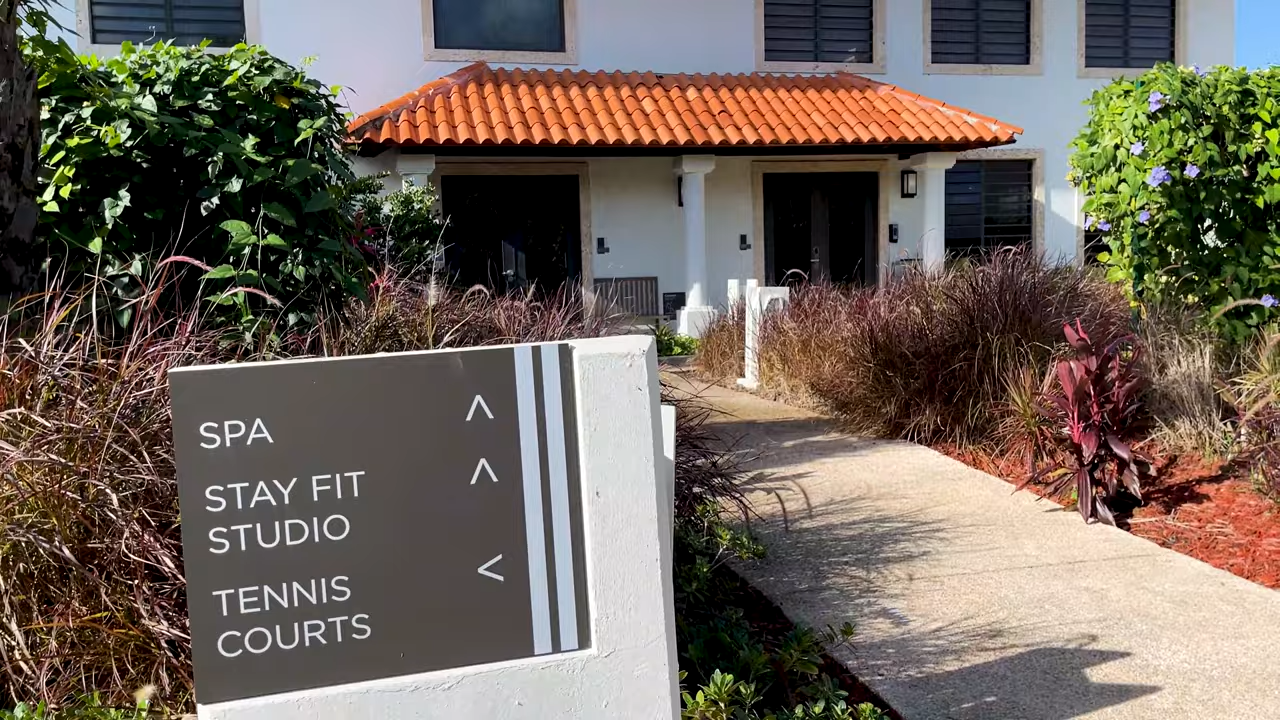 SPA ^
STAY FIT ^
STUDIO
TENNIS <
COURTS